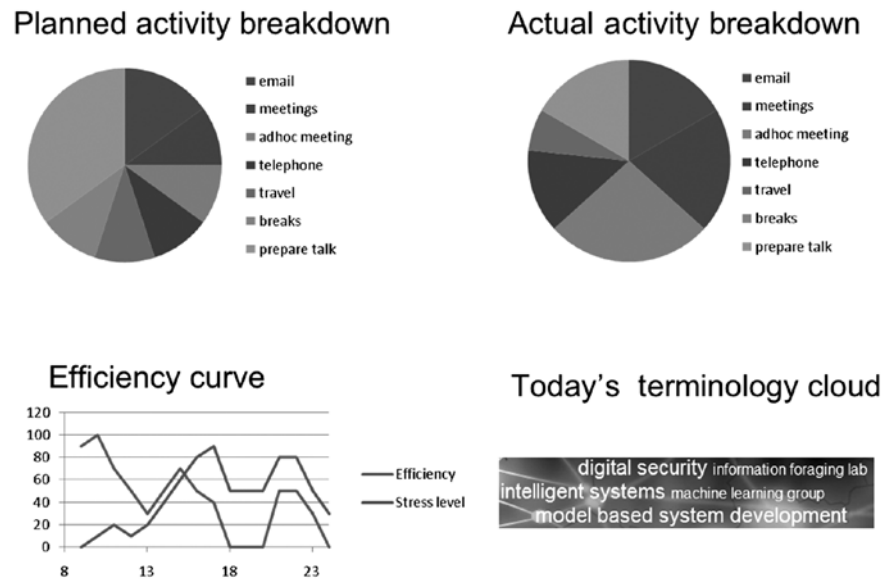 Planned activity breakdown
email
meetings
adhoc meeting
telephone
travel
breaks
prepare talk
Actual activity breakdown
email
meetings
adhoc meeting
telephone
travel
breaks
prepare talk
Efficiency curve
120
100
80
60
40
20
0
8 13 18 23
Efficiency
Stress level
Today's terminology cloud
digital security information foraging lab
intelligent systems machine learning group
model based system development